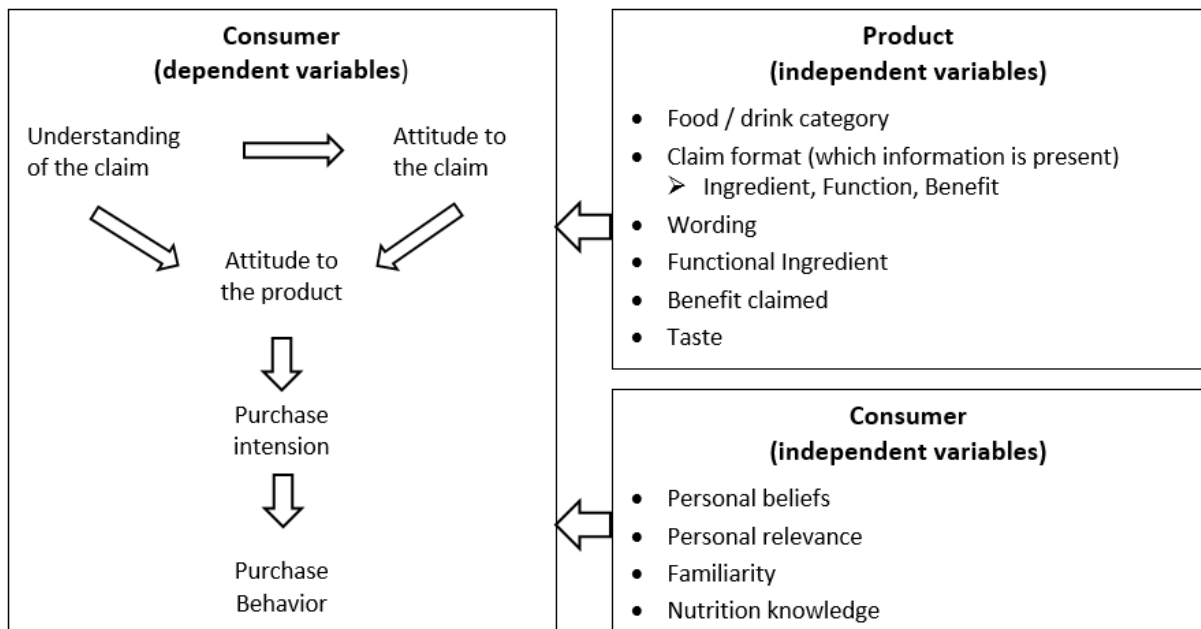 Consumer
(dependent variables)
Understanding
of the claim
Attitude to
the claim
Attitude to
the product
Purchase
intension
Purchase
Behavior
Product
(independent variables)
• Food / drink category
• Claim format (which information is present)
➢ Ingredient, Function, Benefit
• Wording
• Functional Ingredient
• Benefit claimed
• Taste
Consumer
(independent variables)
• Personal beliefs
• Personal relevance
• Familiarity
• Nutrition knowledge